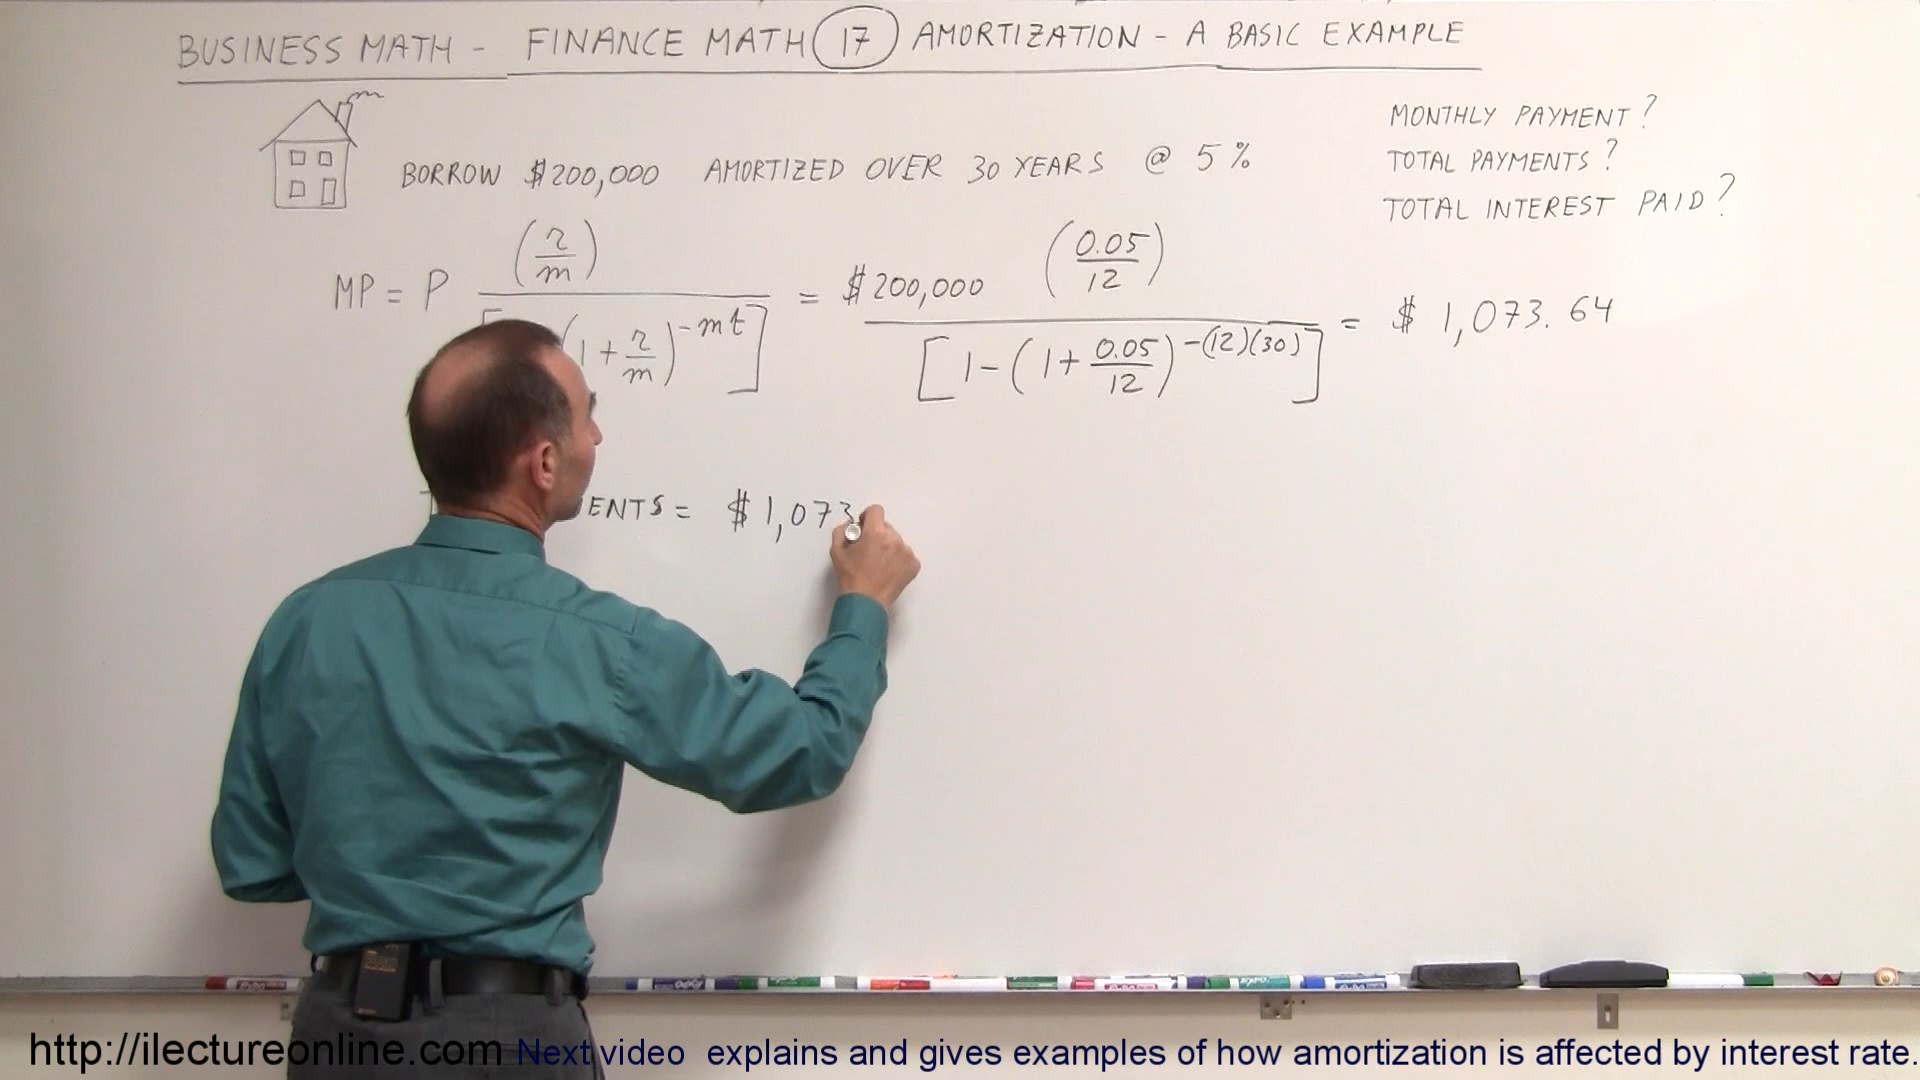 BUSINESS MATH - FINANCE MATH 17 AMORTIZATION - A BASIC EXAMPLE
MONTHLY PAYMENT?
BORROW $200,000 AMORTIZED OVER 30 YEARS @ 5%
TOTAL PAYMENTS?
TOTAL INTEREST PAID?
MP = P (r/m) / [(1 + r/m)^-mt] = $200,000 (0.05/12) / [1 - (1 + 0.05/12)^-(12)(30)] = $1,073.64
ENTS = $1,073
http://ilectureonline.com Next video explains and gives examples of how amortization is affected by interest rate.